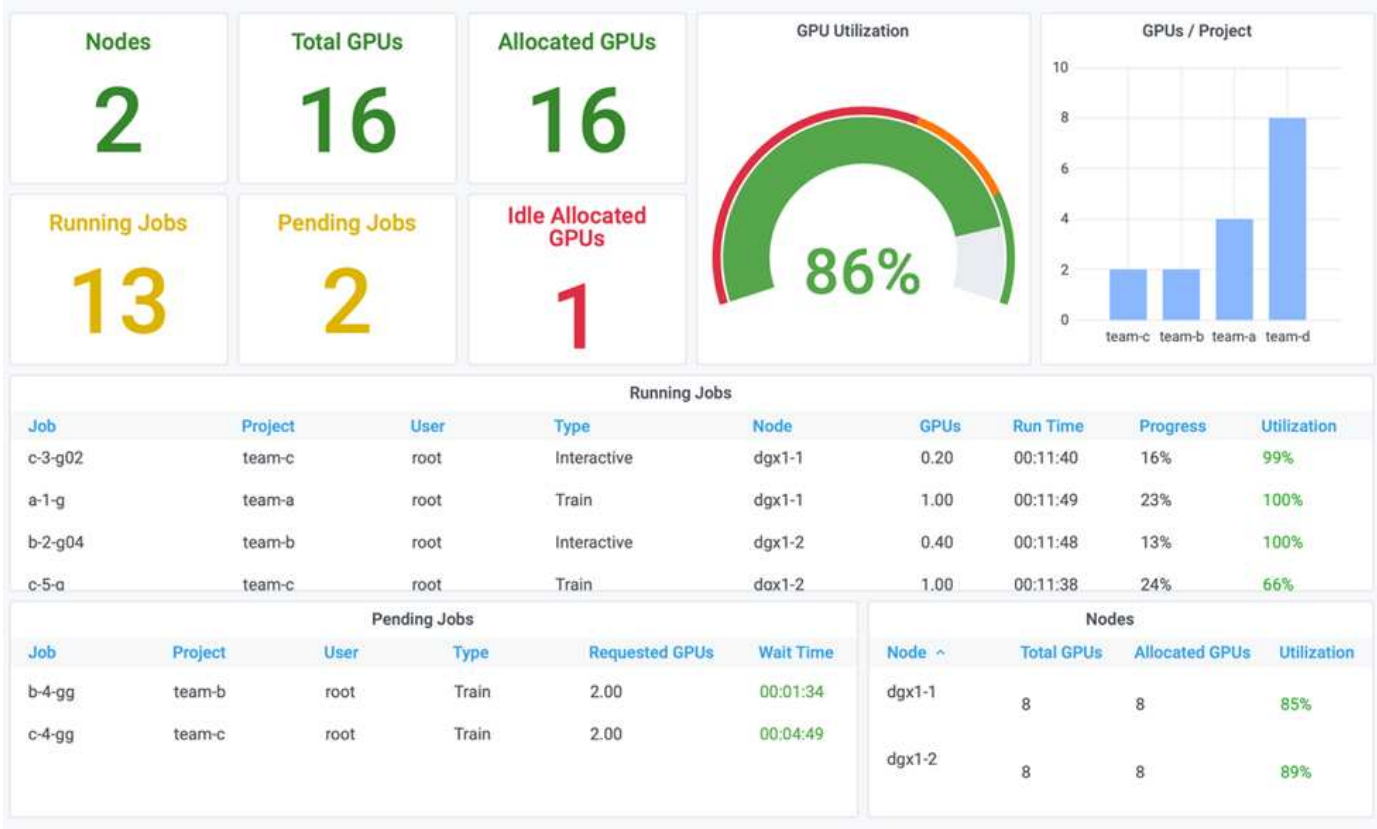 Nodes
2
Total GPUs
16
Allocated GPUs
16
Running Jobs
13
Pending Jobs
2
Idle Allocated
GPUs
1
GPU Utilization
86%
GPUs / Project
10
8
6
4
2
0
team-c team-b team-a team-d
Running Jobs
Job Project User Type Node GPUs Run Time Progress Utilization
c-3-g02 team-c root Interactive dgx1-1 0.20 00:11:40 16% 99%
a-1-g team-a root Train dgx1-1 1.00 00:11:49 23% 100%
b-2-g04 team-b root Interactive dgx1-2 0.40 00:11:48 13% 100%
c-5-g team-c root Train dgx1-2 1.00 00:11:38 24% 66%
Pending Jobs
Job Project User Type Requested GPUs Wait Time
b-4-gg team-b root Train 2.00 00:01:34
c-4-gg team-c root Train 2.00 00:04:49
Nodes
Node Total GPUs Allocated GPUs Utilization
dgx1-1 8 8 85%
dgx1-2 8 8 89%